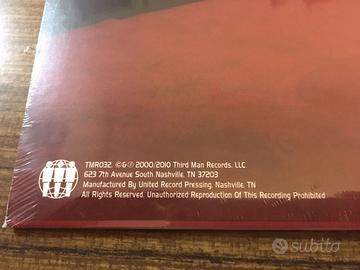 TMR032. ©&℗ 2000/2010 Third Man Records, LLC
623 7th Avenue South Nashville, TN 37203
Manufactured By United Record Pressing, Nashville, TN
All Rights Reserved. Unauthorized Reproduction Of This Recording Prohibited
subito